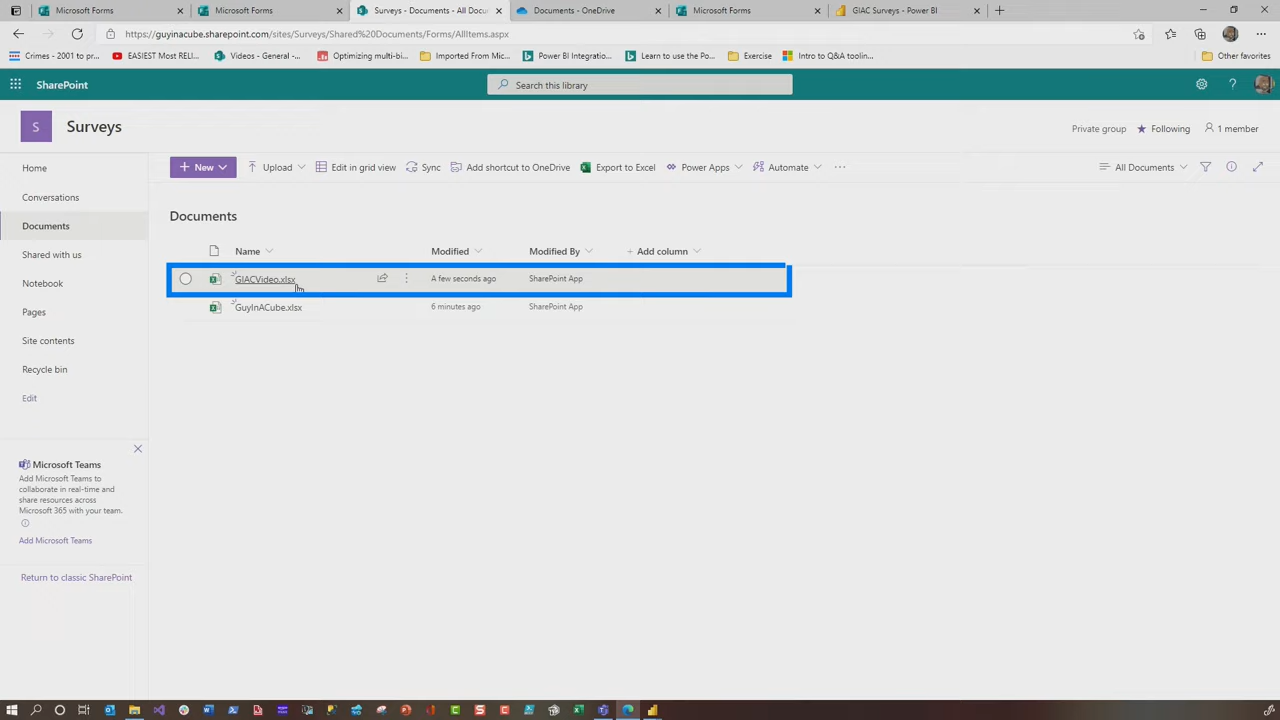 Microsoft Forms
Microsoft Forms
Surveys - Documents - All Docu
Documents - OneDrive
Microsoft Forms
GIAC Surveys - Power BI
https://guyinacube.sharepoint.com/sites/Surveys/Shared%20Documents/Forms/AllItems.aspx
Crimes - 2001 to pr...
EASIEST Most RELI...
Videos - General -...
Optimizing multi-bi...
Imported From Micr...
Power BI Integratio...
Learn to use the Po...
Exercise
Intro to Q&A toolin...
Other favorites
SharePoint
Search this library
S
Surveys
Private group
Following
1 member
Home
Conversations
Documents
Shared with us
Notebook
Pages
Site contents
Recycle bin
Edit
New
Upload
Edit in grid view
Sync
Add shortcut to OneDrive
Export to Excel
Power Apps
Automate
All Documents
Documents
Name
Modified
Modified By
Add column
GIACVideo.xlsx
A few seconds ago
SharePoint App
GuyInACube.xlsx
6 minutes ago
SharePoint App
Microsoft Teams
Add Microsoft Teams to
collaborate in real-time and
share resources across
Microsoft 365 with your team.
Add Microsoft Teams
Return to classic SharePoint